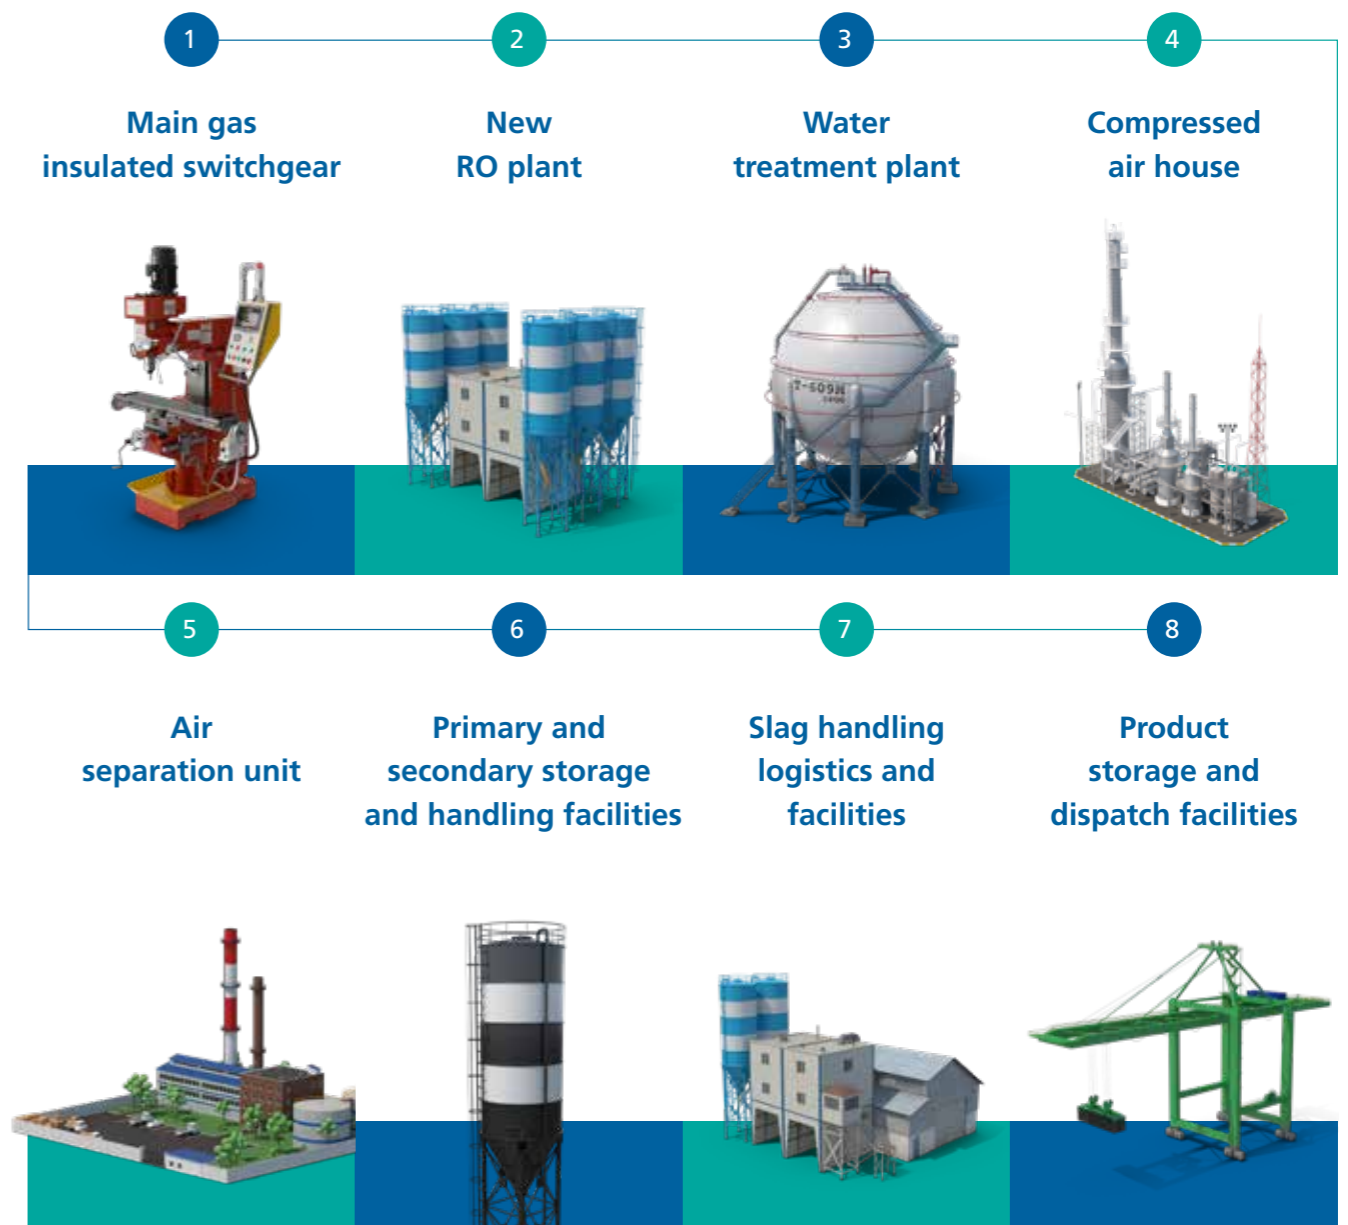 1
2
3
4
Main gas
insulated switchgear
New
RO plant
Water
treatment plant
Compressed
air house
T-609M
5
6
7
8
Air
separation unit
Primary and
secondary storage
and handling facilities
Slag handling
logistics and
facilities
Product
storage and
dispatch facilities